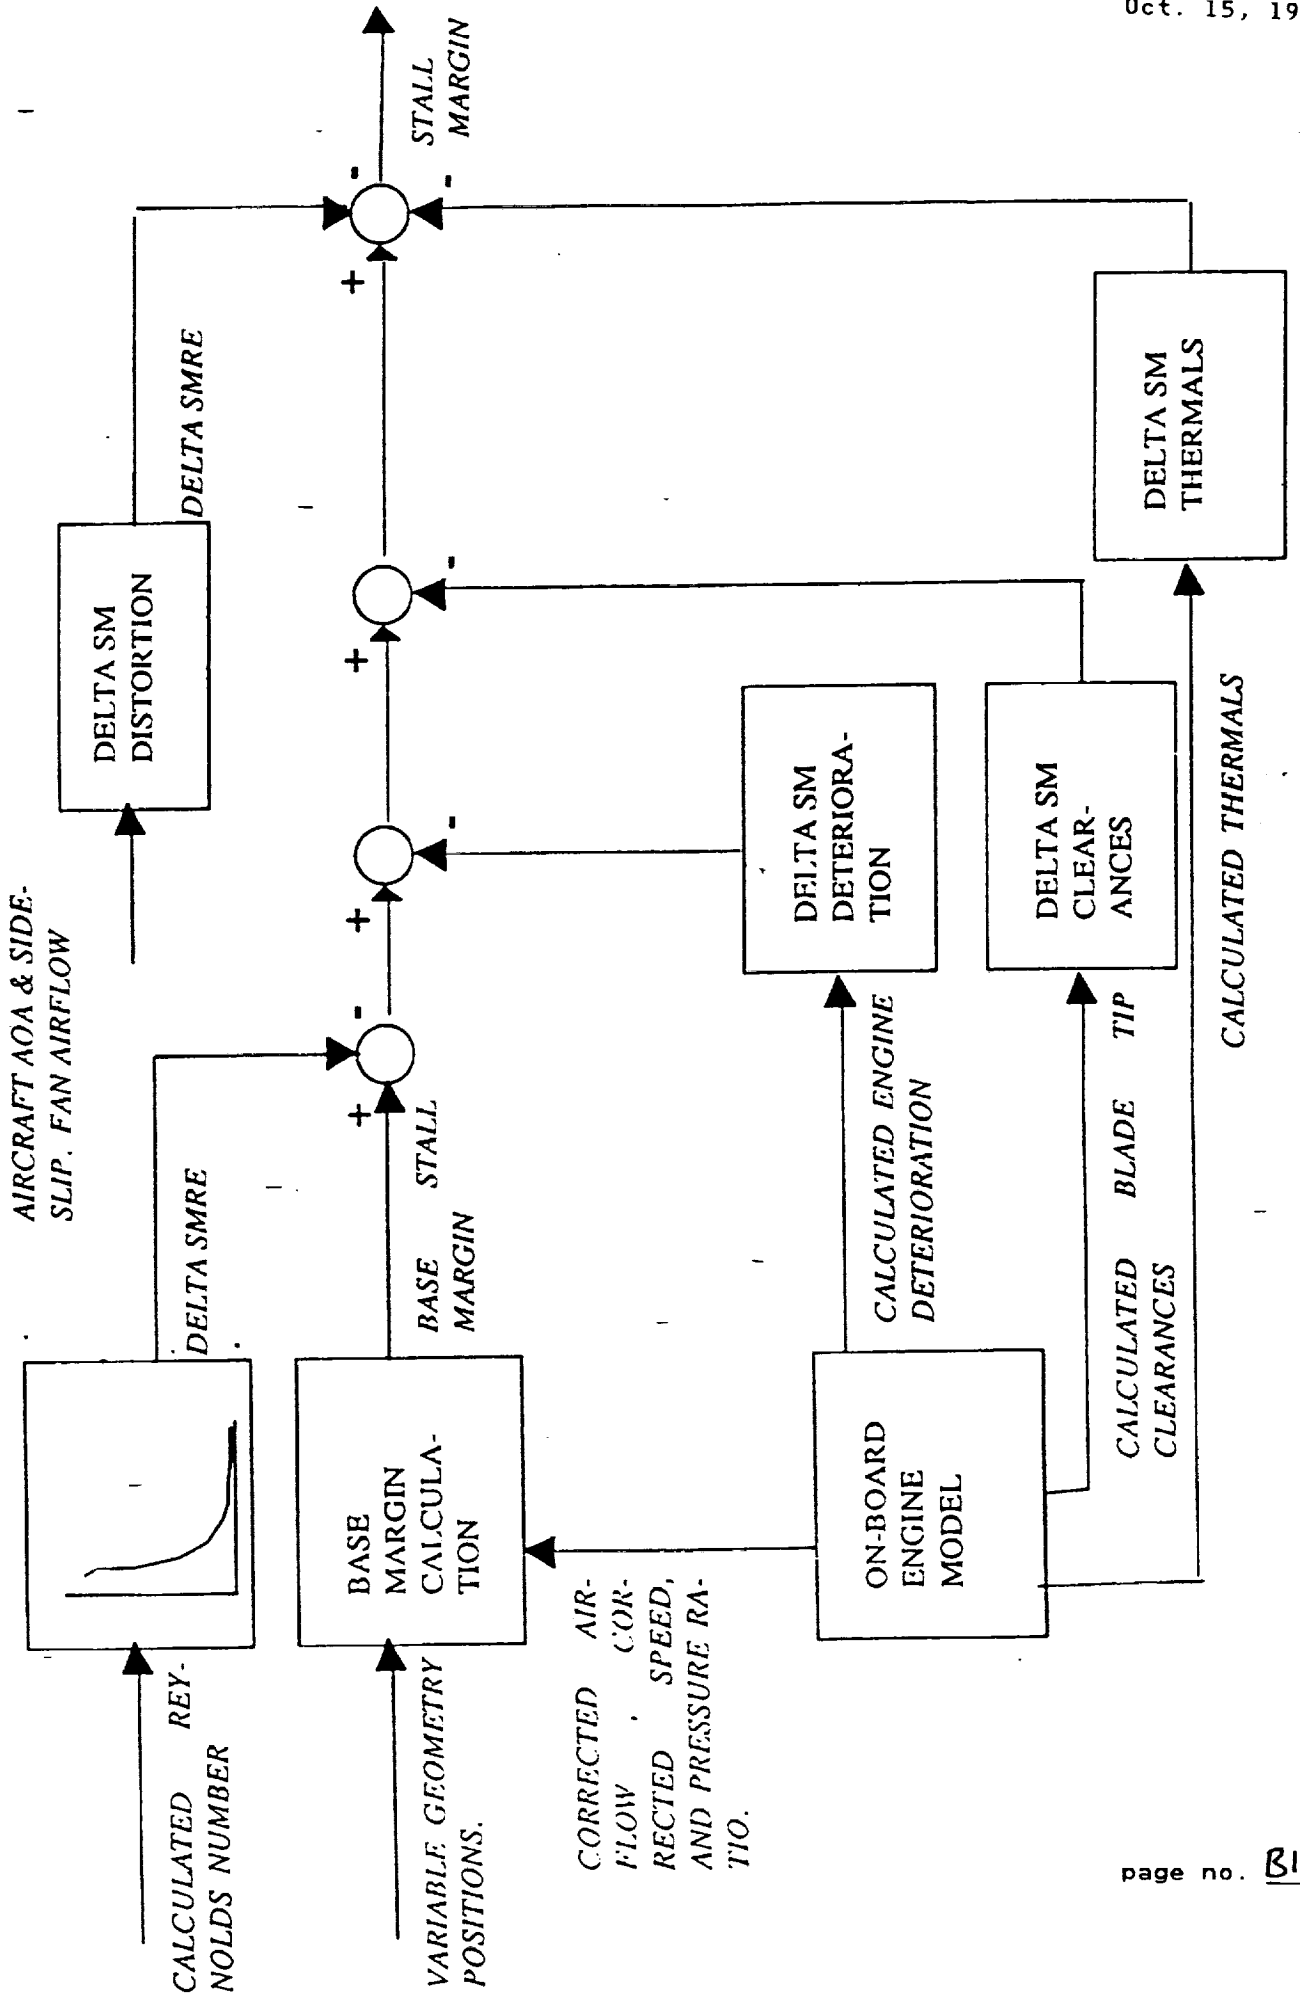 Oct. 15, 19
AIRCRAFT AOA & SIDE-
SLIP. FAN AIRFLOW
DELTA SM
DISTORTION
DELTA SMRE
CALCULATED REY-
NOLDS NUMBER
DELTA SMRE
VARIABLE GEOMETRY
POSITIONS.
BASE
MARGIN
CALCULA-
TION
BASE STALL
MARGIN
+
-
+
-
+
-
+
-
-
STALL
MARGIN
CORRECTED AIR-
FLOW , COR-
RECTED SPEED,
AND PRESSURE RA-
TIO.
ON-BOARD
ENGINE
MODEL
CALCULATED ENGINE
DETERIORATION
DELTA SM
DETERIORA-
TION
CALCULATED BLADE TIP
CLEARANCES
DELTA SM
CLEAR-
ANCES
CALCULATED THERMALS
DELTA SM
THERMALS
page no. B1